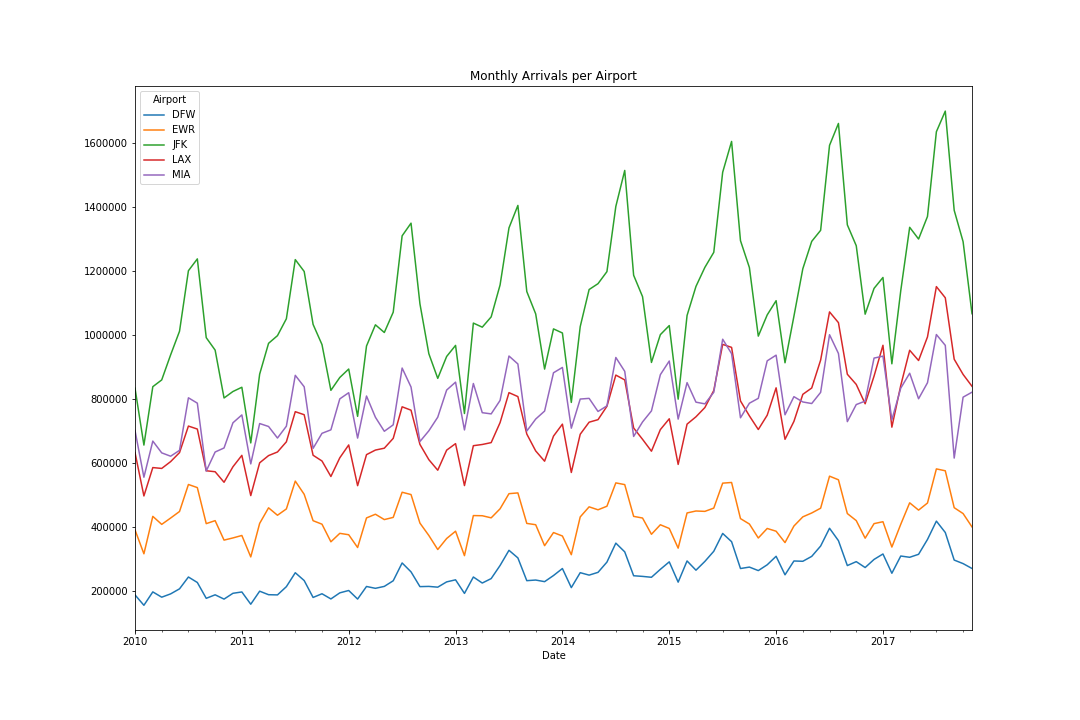 Monthly Arrivals per Airport
Airport
DFW
EWR
JFK
LAX
MIA
1600000
1400000
1200000
1000000
800000
600000
400000
200000
2010 2011 2012 2013 2014 2015 2016 2017
Date